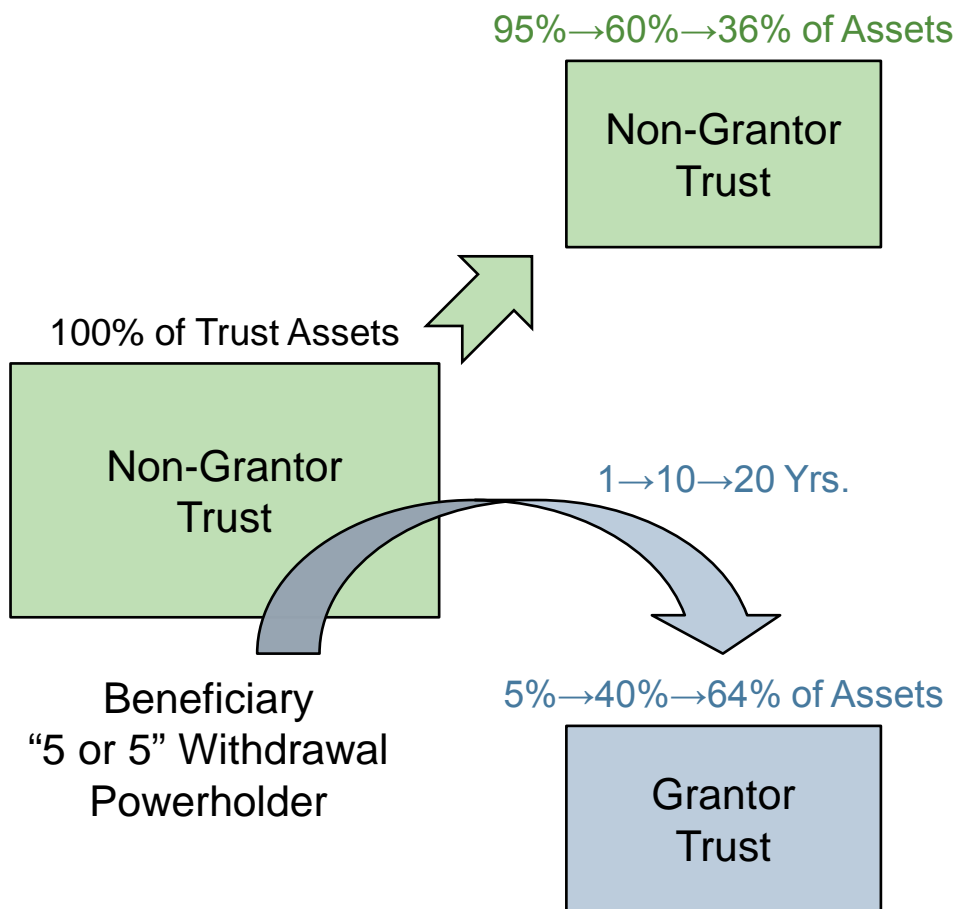 95%→60%→36% of Assets
Non-Grantor
Trust
100% of Trust Assets
Non-Grantor
Trust
1→10→20 Yrs.
Beneficiary
“5 or 5” Withdrawal
Powerholder
5%→40%→64% of Assets
Grantor
Trust